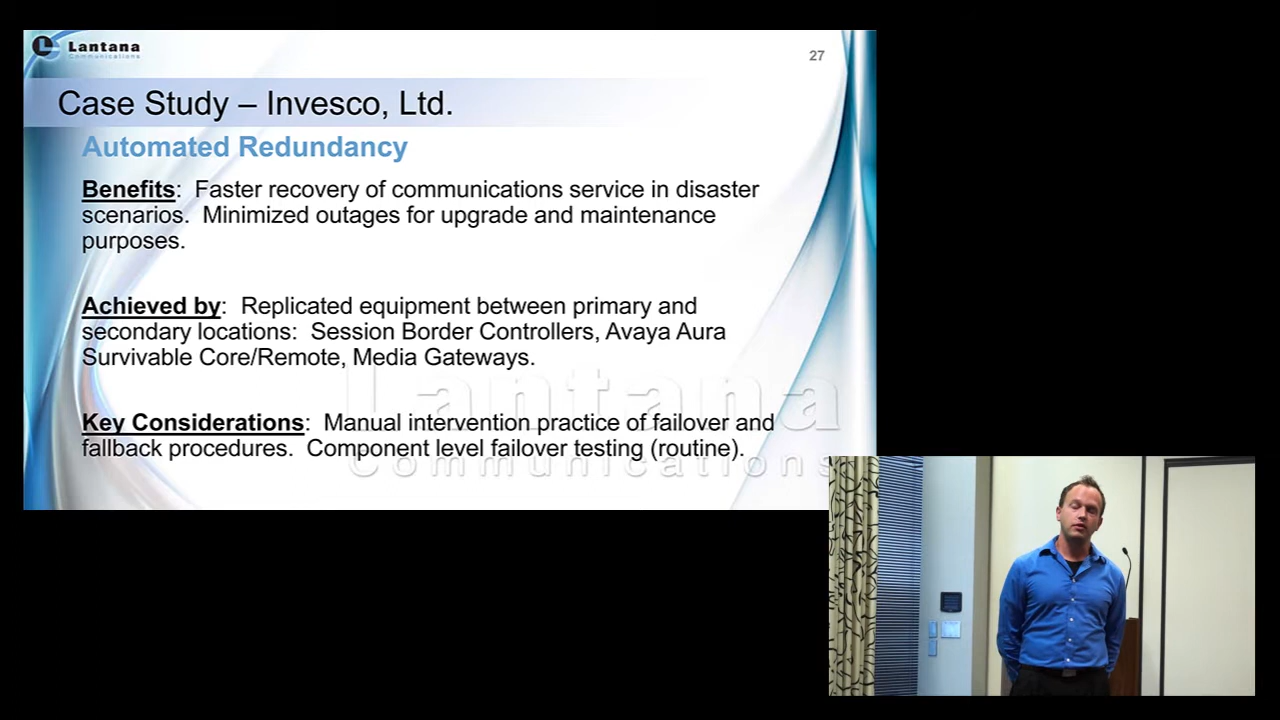 Lantana
Communications
27
Case Study – Invesco, Ltd.
Automated Redundancy
Benefits: Faster recovery of communications service in disaster
scenarios. Minimized outages for upgrade and maintenance
purposes.
Achieved by: Replicated equipment between primary and
secondary locations: Session Border Controllers, Avaya Aura
Survivable Core/Remote, Media Gateways.
Lantana
Key Considerations: Manual intervention practice of failover and
fallback procedures. Component level failover testing (routine).
Communications